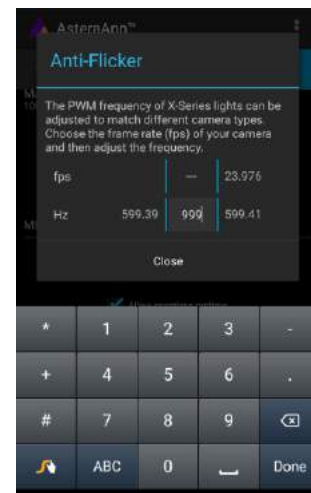 AsteraApp™
Anti-Flicker
The PWM frequency of X-Series lights can be
adjusted to match different camera types.
Choose the frame rate (fps) of your camera
and then adjust the frequency.
fps --- 23.976
Hz 599.39 999 599.41
Close
* 1 2 3 -
+ 4 5 6 .
# 7 8 9
ABC 0 Done